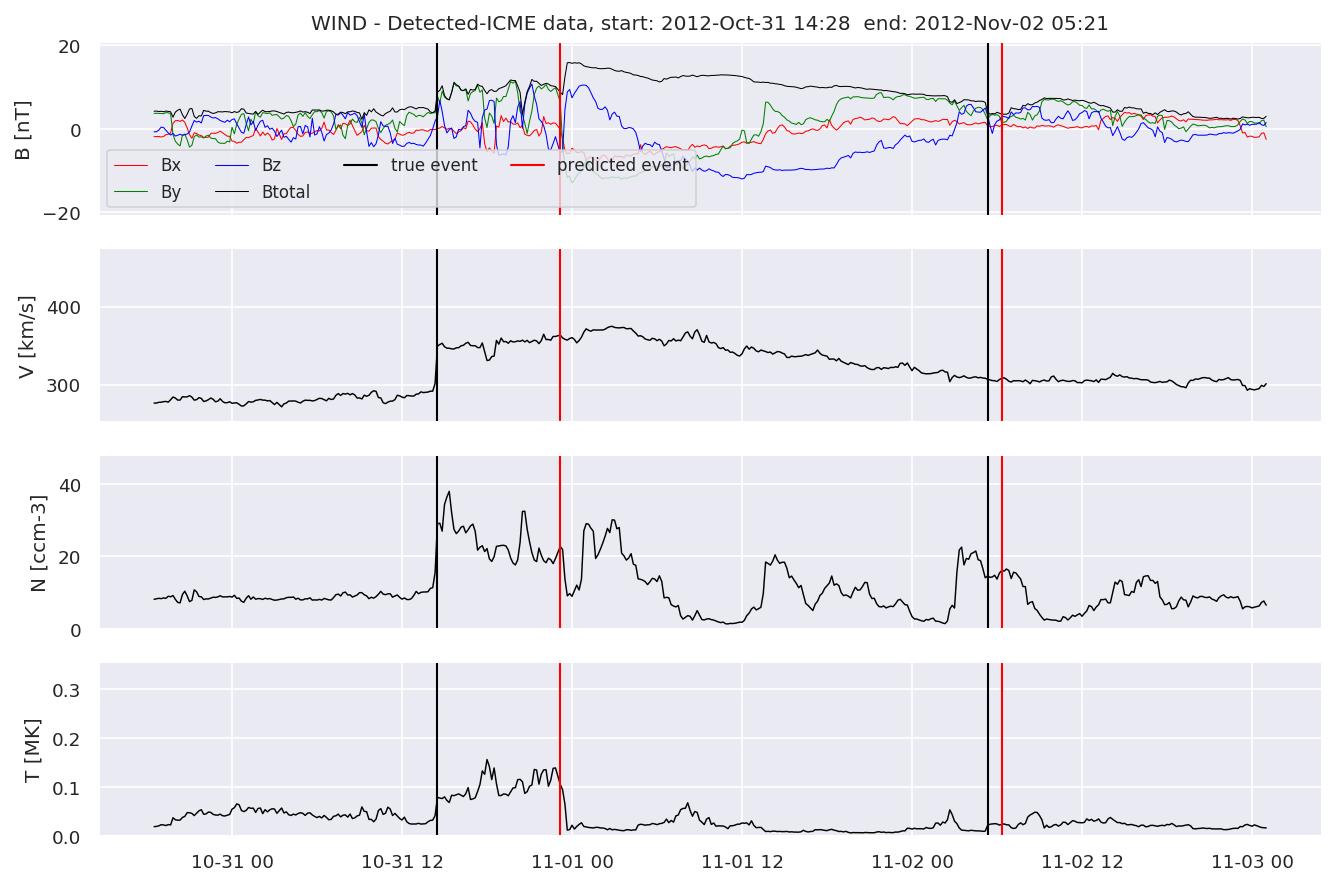 WIND - Detected-ICME data, start: 2012-Oct-31 14:28  end: 2012-Nov-02 05:21
B [nT]
20
0
−20
Bx
By
Bz
Btotal
true event
predicted event
V [km/s]
400
300
N [ccm-3]
40
20
0
T [MK]
0.3
0.2
0.1
0.0
10-31 00
10-31 12
11-01 00
11-01 12
11-02 00
11-02 12
11-03 00